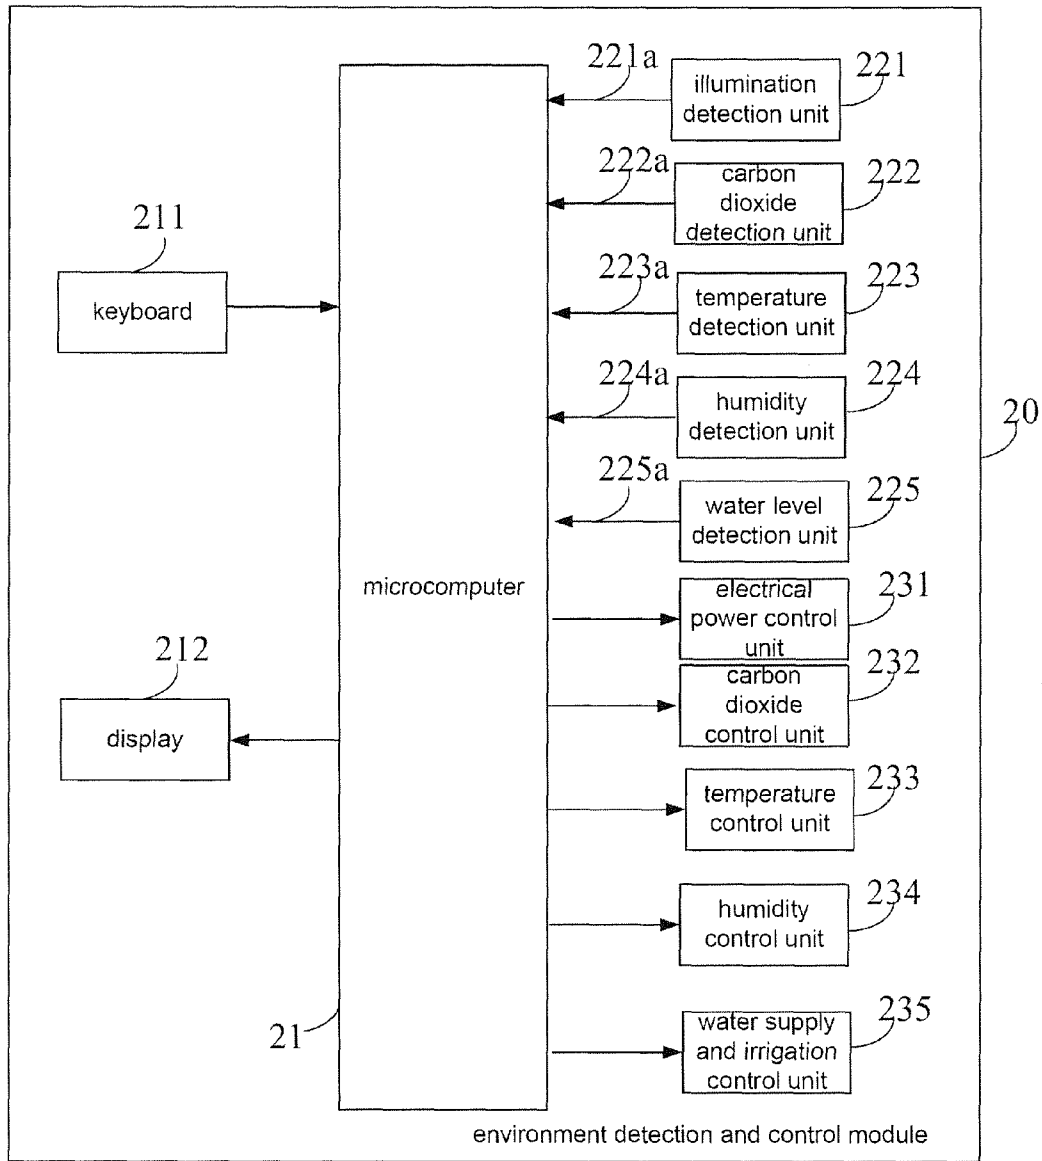 221a
221
illumination
detection unit
222a
222
carbon
dioxide
detection unit
211
keyboard
223a
223
temperature
detection unit
224a
224
humidity
detection unit
20
225a
225
water level
detection unit
microcomputer
231
electrical
power control
unit
212
display
232
carbon
dioxide
control unit
233
temperature
control unit
234
humidity
control unit
21
235
water supply
and irrigation
control unit
environment detection and control module